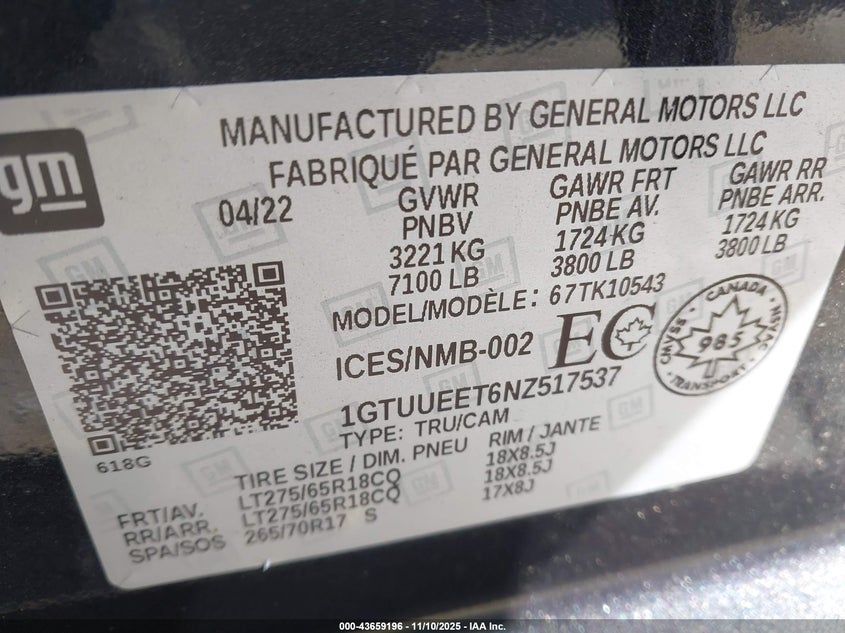 gm
MANUFACTURED BY GENERAL MOTORS LLC
FABRIQUÉ PAR GENERAL MOTORS LLC
04/22
GVWR
PNBV
3221 KG
7100 LB
GAWR FRT
PNBE AV.
1724 KG
3800 LB
GAWR RR
PNBE ARR.
1724 KG
3800 LB
MODEL/MODÈLE: 67TK10543
ICES/NMB-002 EC
CANADA
CMVSS NSVAC
985
TRANSPORT
1GTUUEET6NZ517537
TYPE: TRU/CAM
618G
TIRE SIZE / DIM. PNEU RIM / JANTE
FRT/AV. LT275/65R18CQ 18X8.5J
RR/ARR. LT275/65R18CQ 18X8.5J
SPA/SOS 265/70R17 S 17X8J
000-43659196 - 11/10/2025 - IAA Inc.